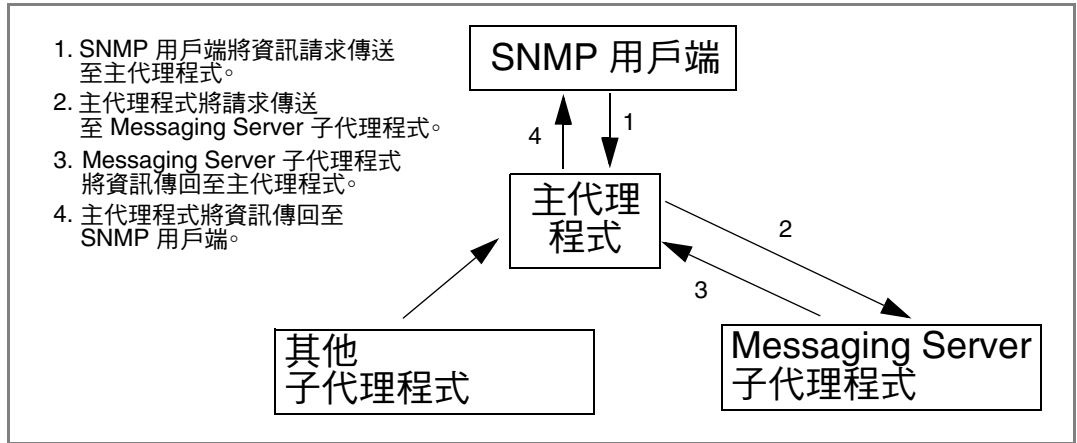 1. SNMP 用戶端將資訊請求傳送
至主代理程式。
2. 主代理程式將請求傳送
至 Messaging Server 子代理程式。
3. Messaging Server 子代理程式
將資訊傳回至主代理程式。
4. 主代理程式將資訊傳回至
SNMP 用戶端。
SNMP 用戶端
4
1
主代理
程式
2
3
其他
子代理程式
Messaging Server
子代理程式